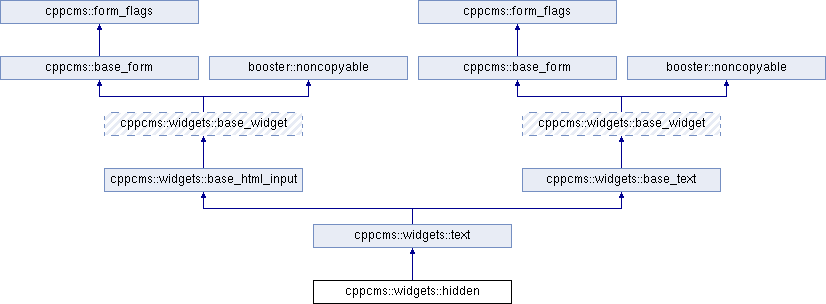 cppcms::form_flags
cppcms::form_flags
cppcms::base_form
booster::noncopyable
cppcms::base_form
booster::noncopyable
cppcms::widgets::base_widget
cppcms::widgets::base_widget
cppcms::widgets::base_html_input
cppcms::widgets::base_text
cppcms::widgets::text
cppcms::widgets::hidden